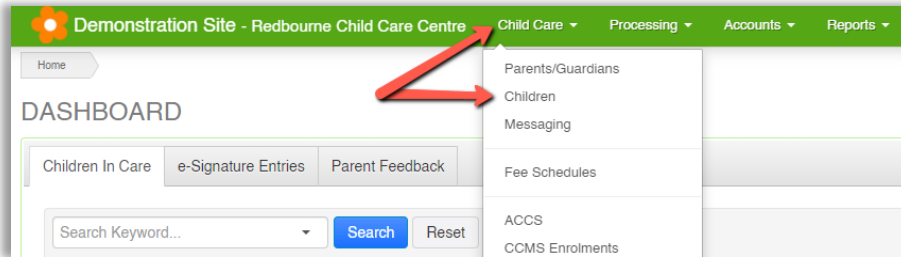 Demonstration Site - Redbourne Child Care Centre Child Care Processing Accounts Reports
Home
DASHBOARD
Children In Care e-Signature Entries Parent Feedback
Search Keyword... Search Reset
Parents/Guardians
Children
Messaging
Fee Schedules
ACCS
CCMS Enrolments